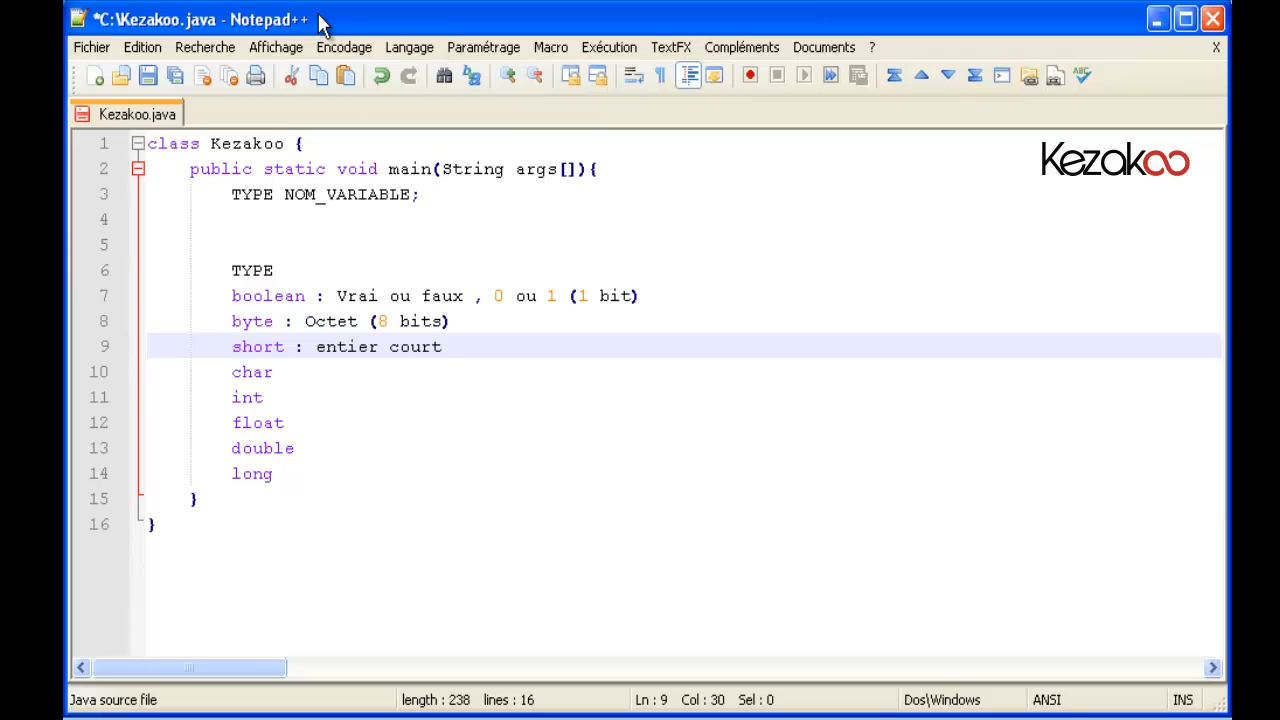 *C:\Kezakoo.java - Notepad++
Fichier Edition Recherche Affichage Encodage Langage Paramétrage Macro Exécution TextFX Compléments Documents ? X
Kezakoo.java
1 class Kezakoo {
2 public static void main(String args[]){
3 TYPE NOM_VARIABLE;
4
5
6 TYPE
7 boolean : Vrai ou faux , 0 ou 1 (1 bit)
8 byte : Octet (8 bits)
9 short : entier court
10 char
11 int
12 float
13 double
14 long
15 }
16 }
Kezakoo
Java source file length : 238 lines : 16 Ln : 9 Col : 30 Sel : 0 Dos\Windows ANSI INS